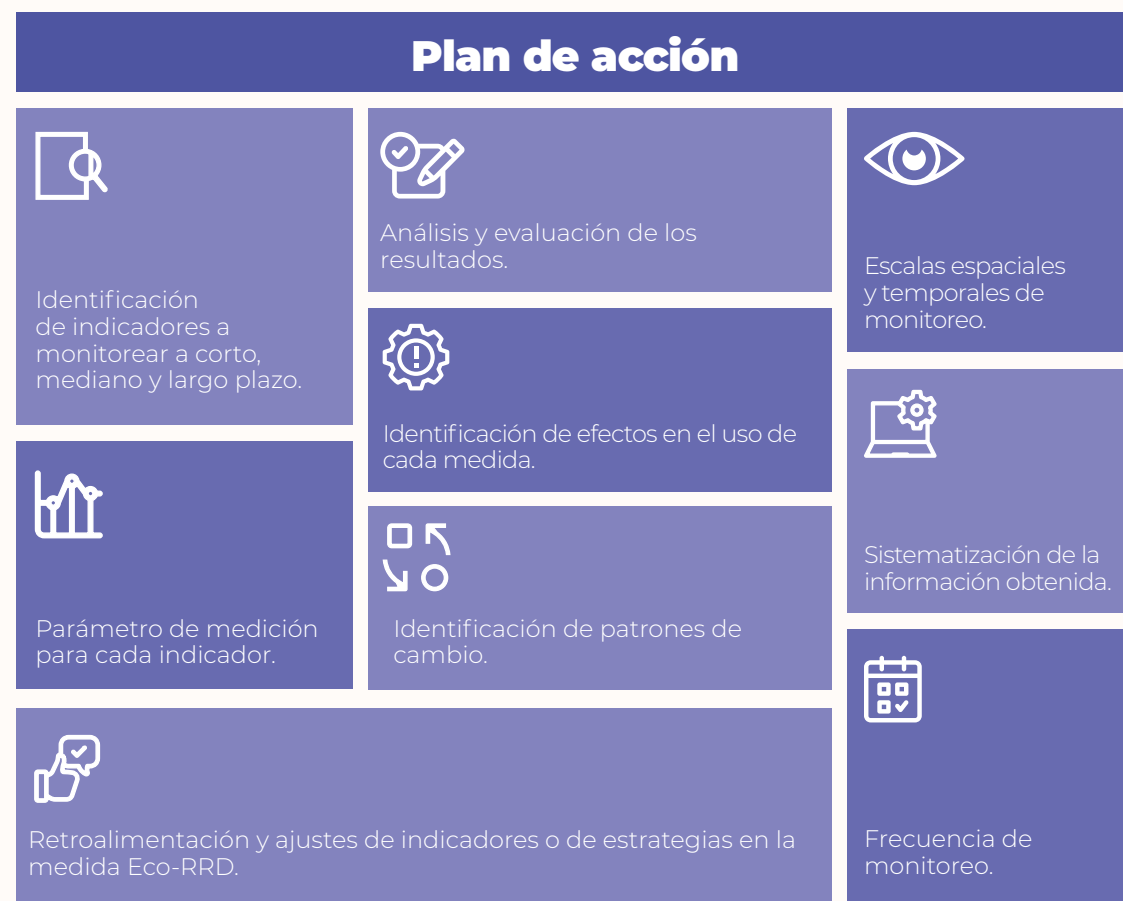 Plan de acción
Identificación
de indicadores a
monitorear a corto,
mediano y largo plazo.
Parámetro de medición
para cada indicador.
Análisis y evaluación de los
resultados.
Identificación de efectos en el uso de
cada medida.
Identificación de patrones de
cambio.
Escalas espaciales
y temporales de
monitoreo.
Sistematización de la
información obtenida.
Frecuencia de
monitoreo.
Retroalimentación y ajustes de indicadores o de estrategias en la
medida Eco-RRD.